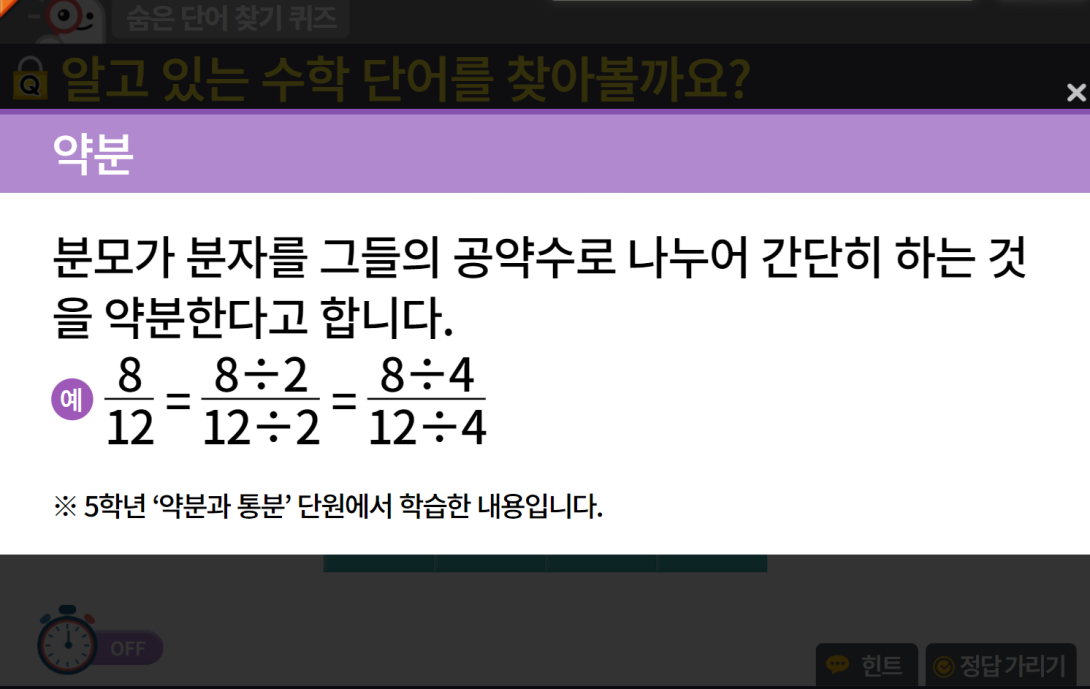 숨은 단어 찾기 퀴즈
Q 알고 있는 수학 단어를 찾아볼까요?
×
약분
분모가 분자를 그들의 공약수로 나누어 간단히 하는 것
을 약분한다고 합니다.
예 8/12 = 8÷2/12÷2 = 8÷4/12÷4
※ 5학년 ‘약분과 통분’ 단원에서 학습한 내용입니다.
OFF
힌트
정답 가리기